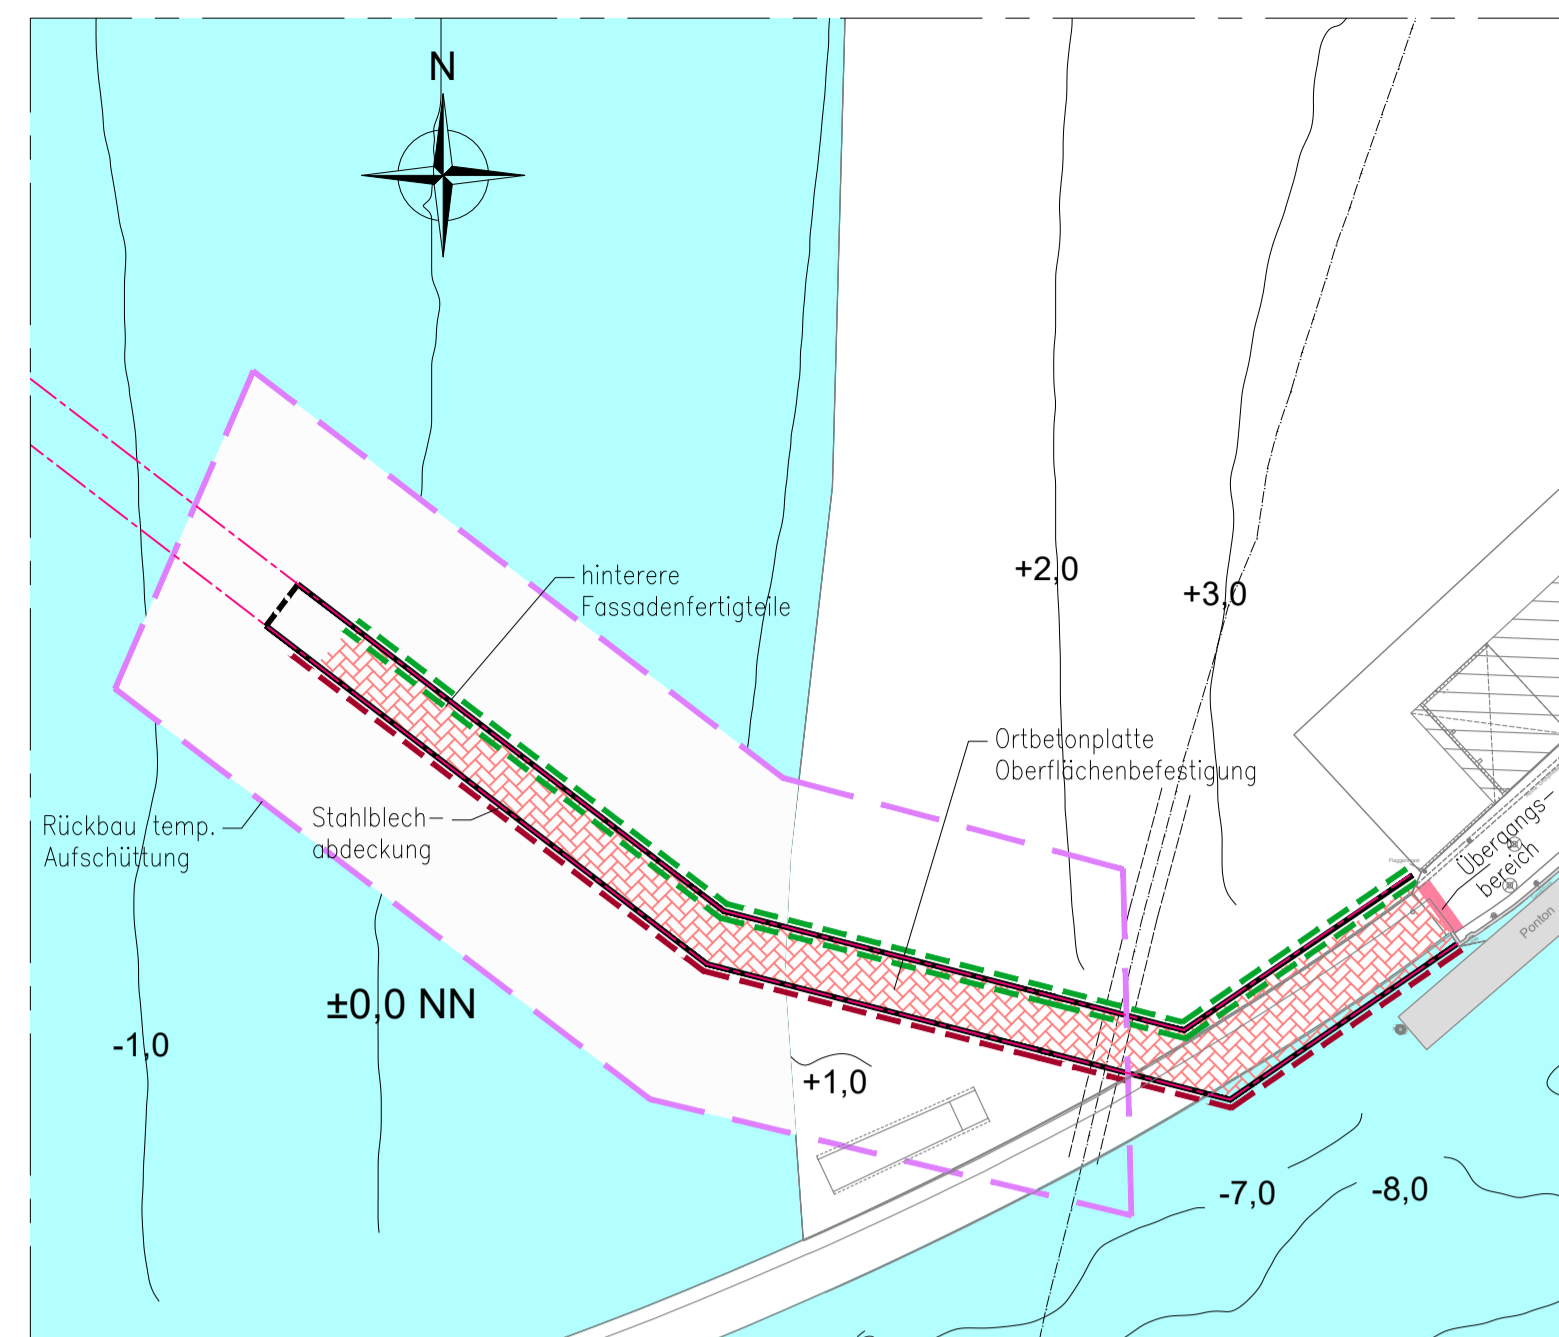 N
hinterere
Fassadenfertigteile
+2,0
+3,0
Ortbetonplatte
Oberflächenbefestigung
Rückbau temp.
Aufschüttung
Stahlblech-
abdeckung
Übergangs-
bereich
Ponton
±0,0 NN
-1,0
+1,0
-7,0
-8,0